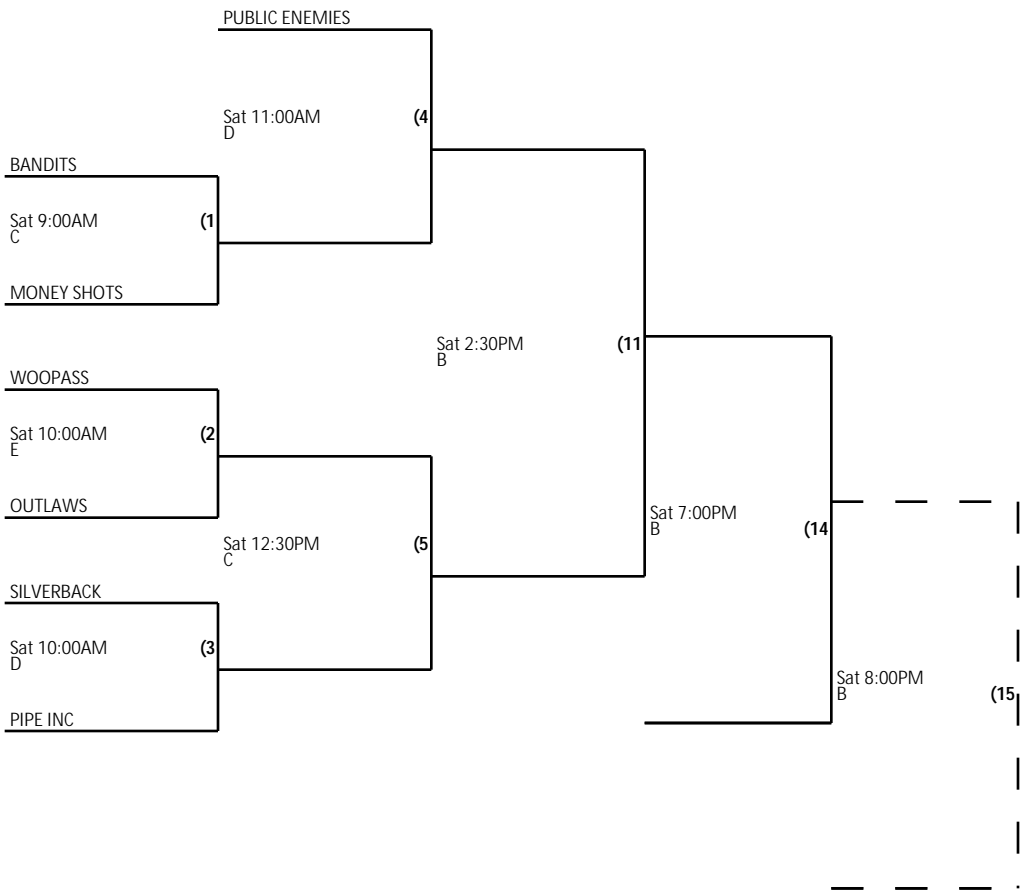 PUBLIC ENEMIES
Sat 11:00AM (4
D
BANDITS
Sat 9:00AM (1
C
MONEY SHOTS
Sat 2:30PM (11
B
WOOPASS
Sat 10:00AM (2
E
OUTLAWS
Sat 7:00PM (14
B
Sat 12:30PM (5
C
SILVERBACK
Sat 10:00AM (3
D
Sat 8:00PM (15
B
PIPE INC